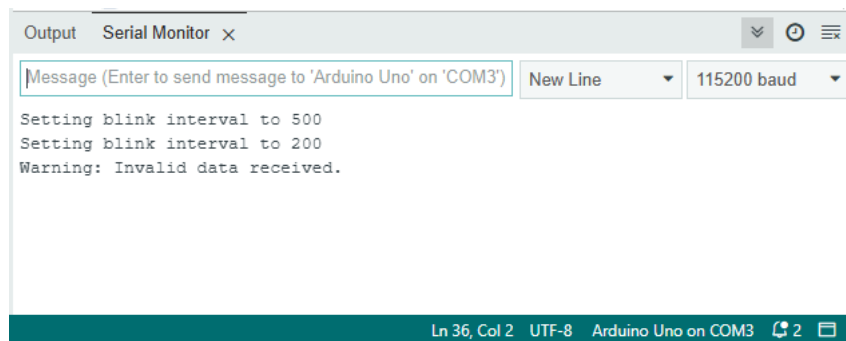 Output Serial Monitor ×
Message (Enter to send message to 'Arduino Uno' on 'COM3') New Line 115200 baud
Setting blink interval to 500
Setting blink interval to 200
Warning: Invalid data received.
Ln 36, Col 2 UTF-8 Arduino Uno on COM3 2